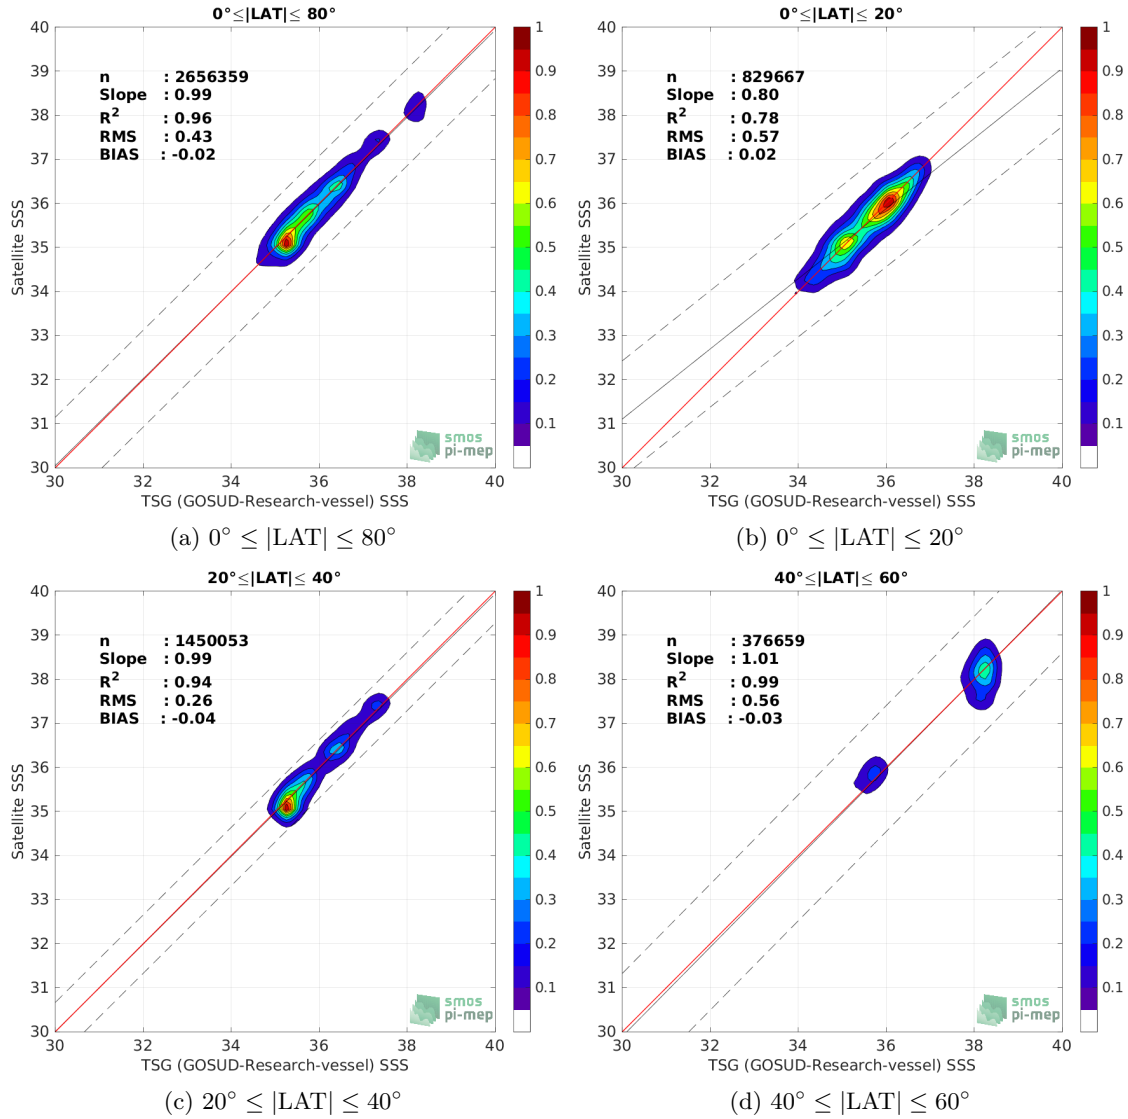 0°≤|LAT|≤ 80°
n : 2656359
Slope : 0.99
R² : 0.96
RMS : 0.43
BIAS : -0.02
Satellite SSS
40
39
38
37
36
35
34
33
32
31
30
30 32 34 36 38 40
TSG (GOSUD-Research-vessel) SSS
1
0.9
0.8
0.7
0.6
0.5
0.4
0.3
0.2
0.1
smos
pi-mep
(a) 0° ≤ |LAT| ≤ 80°
0°≤|LAT|≤ 20°
n : 829667
Slope : 0.80
R² : 0.78
RMS : 0.57
BIAS : 0.02
Satellite SSS
40
39
38
37
36
35
34
33
32
31
30
30 32 34 36 38 40
TSG (GOSUD-Research-vessel) SSS
1
0.9
0.8
0.7
0.6
0.5
0.4
0.3
0.2
0.1
smos
pi-mep
(b) 0° ≤ |LAT| ≤ 20°
20°≤|LAT|≤ 40°
n : 1450053
Slope : 0.99
R² : 0.94
RMS : 0.26
BIAS : -0.04
Satellite SSS
40
39
38
37
36
35
34
33
32
31
30
30 32 34 36 38 40
TSG (GOSUD-Research-vessel) SSS
1
0.9
0.8
0.7
0.6
0.5
0.4
0.3
0.2
0.1
smos
pi-mep
(c) 20° ≤ |LAT| ≤ 40°
40°≤|LAT|≤ 60°
n : 376659
Slope : 1.01
R² : 0.99
RMS : 0.56
BIAS : -0.03
Satellite SSS
40
39
38
37
36
35
34
33
32
31
30
30 32 34 36 38 40
TSG (GOSUD-Research-vessel) SSS
1
0.9
0.8
0.7
0.6
0.5
0.4
0.3
0.2
0.1
smos
pi-mep
(d) 40° ≤ |LAT| ≤ 60°